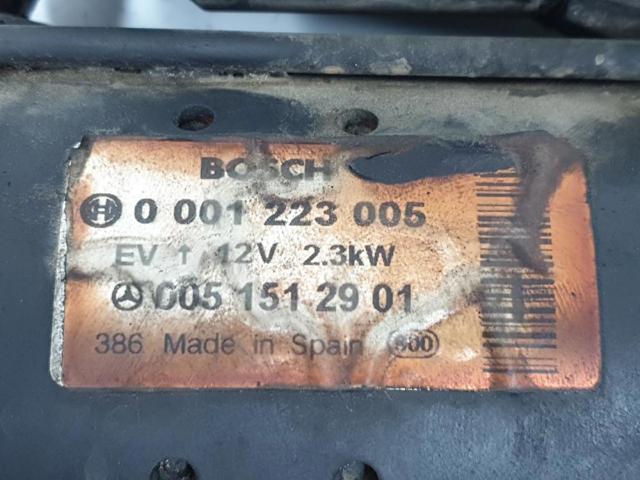 BOSCH
0 001 223 005
EV ↑ 12V 2.3kW
005 151 29 01
386 Made in Spain